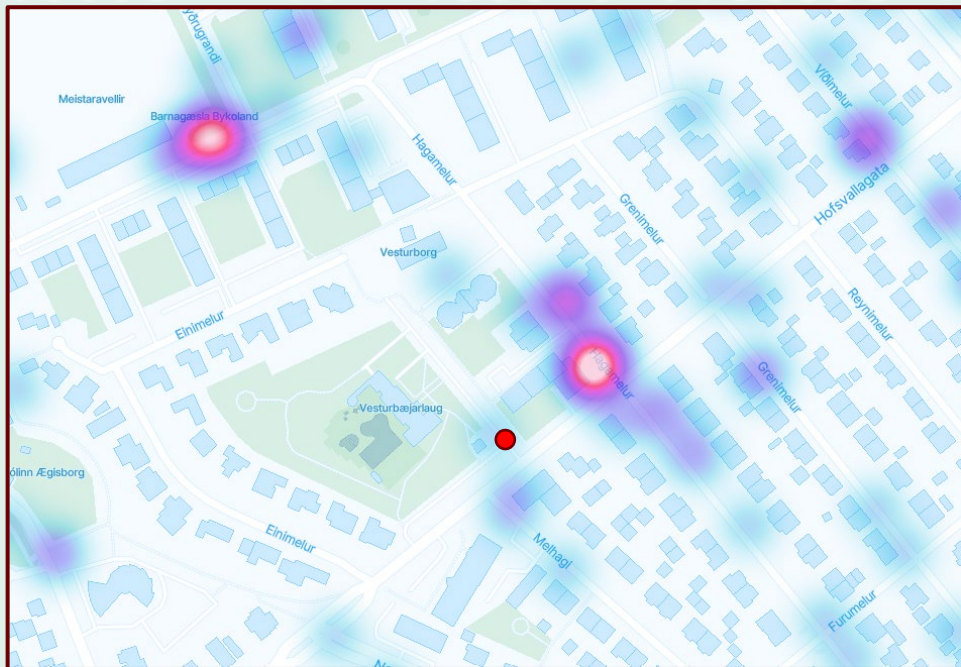 Meistaravellir
Barnagæsla Bykoland
Hagamelur
Víðimelur
Hofsvallagata
Grenimelur
Vesturborg
Reynimelur
Einimelur
Hagamelur
Grenimelur
Vesturbæjarlaug
Einimelur
Melhagi
Furumelur